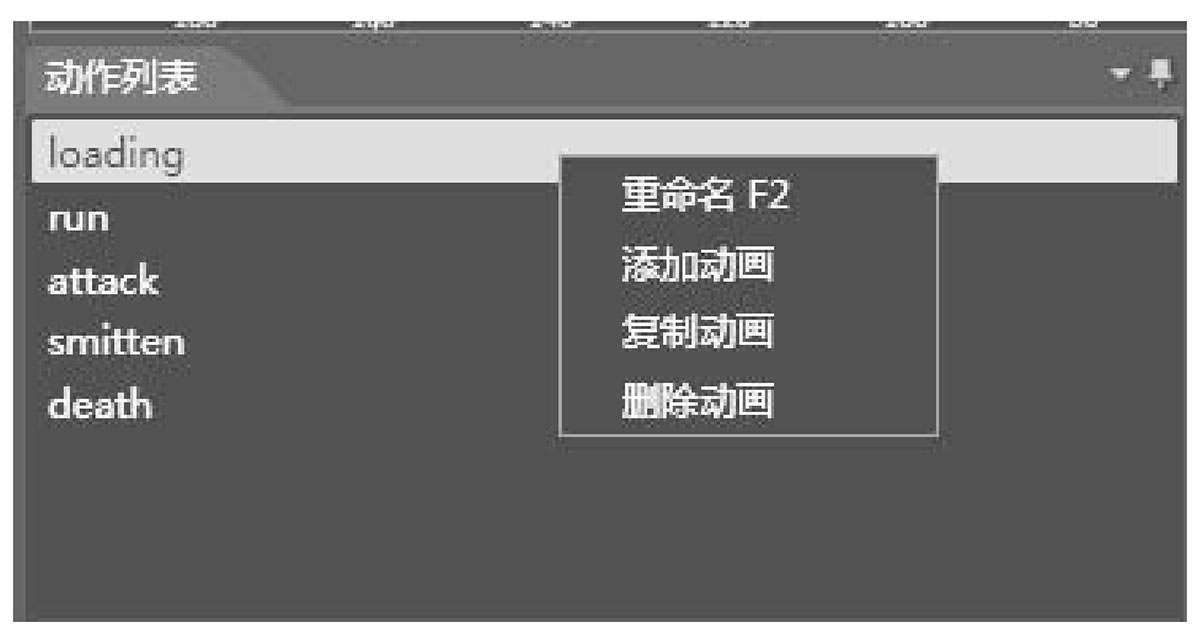 动作列表
loading
run
attack
smitten
death
重命名 F2
添加动画
复制动画
删除动画